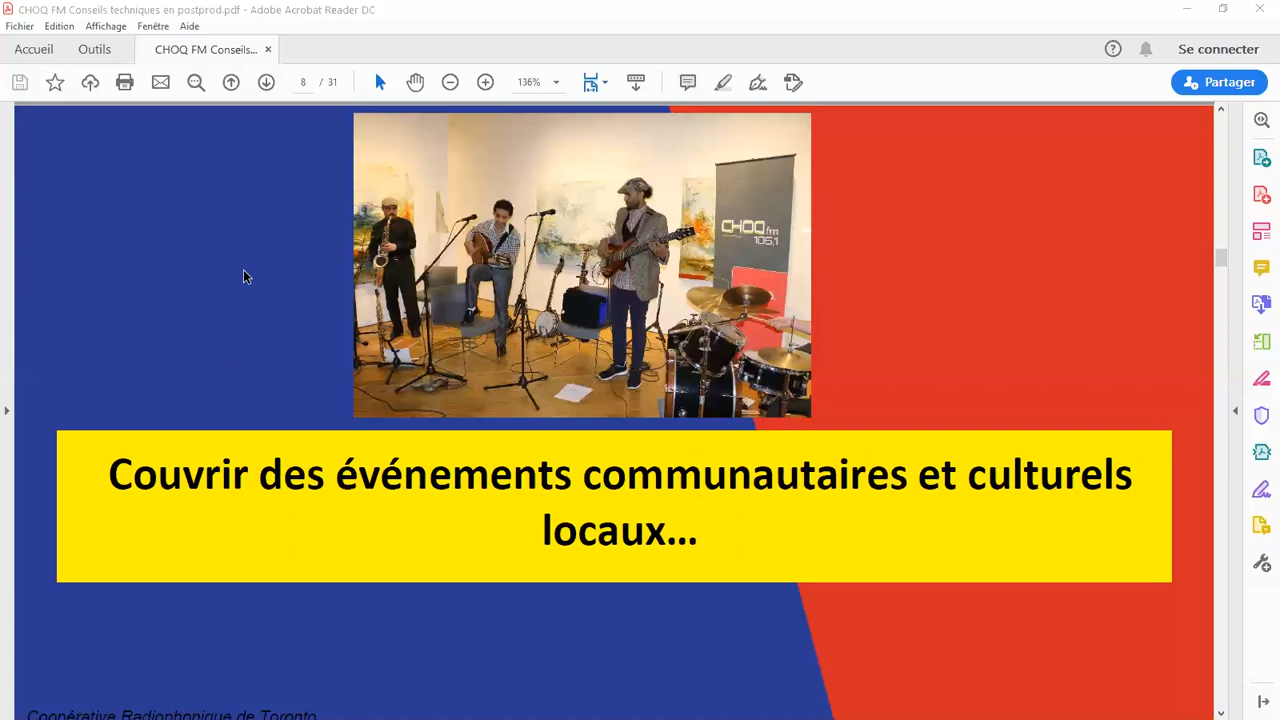 CHOQ FM Conseils techniques en postprod.pdf - Adobe Acrobat Reader DC
Fichier Edition Affichage Fenêtre Aide
Accueil Outils CHOQ FM Conseils... × Se connecter
8 / 31 136% Partager
CHOQ fm
105,1
Couvrir des événements communautaires et culturels
locaux...
Coopérative Radiophonique de Toronto